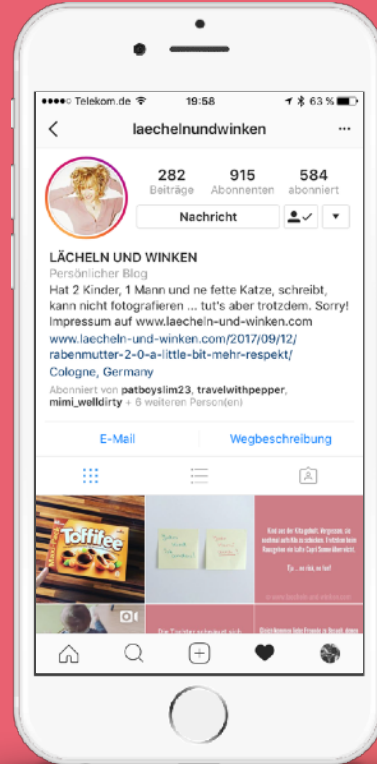 Telekom.de 19:58 63 %
laechelnundwinken
282 915 584
Beiträge Abonnenten abonniert
Nachricht
LÄCHELN UND WINKEN
Persönlicher Blog
Hat 2 Kinder, 1 Mann und ne fette Katze, schreibt,
kann nicht fotografieren ... tut's aber trotzdem. Sorry!
Impressum auf www.laecheln-und-winken.com
www.laecheln-und-winken.com/2017/09/12/
rabenmutter-2-0-a-little-bit-mehr-respekt/
Cologne, Germany
Abonniert von patboyslim23, travelwithpepper,
mimi_welldirty + 6 weiteren Person(en)
E-Mail Wegbeschreibung
Toffifee